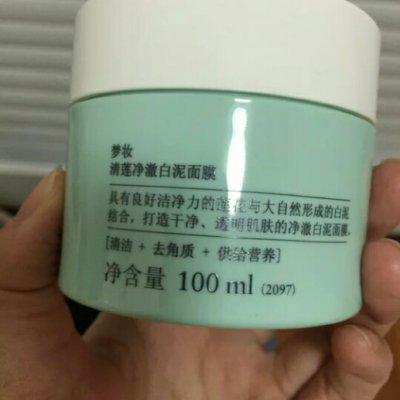 梦妆
清莲净澈白泥面膜
具有良好洁净力的莲花与大自然形成的白泥
结合，打造干净、透明肌肤的净澈白泥面膜。
[清洁 + 去角质 + 供给营养]
净含量 100 ml (2097)